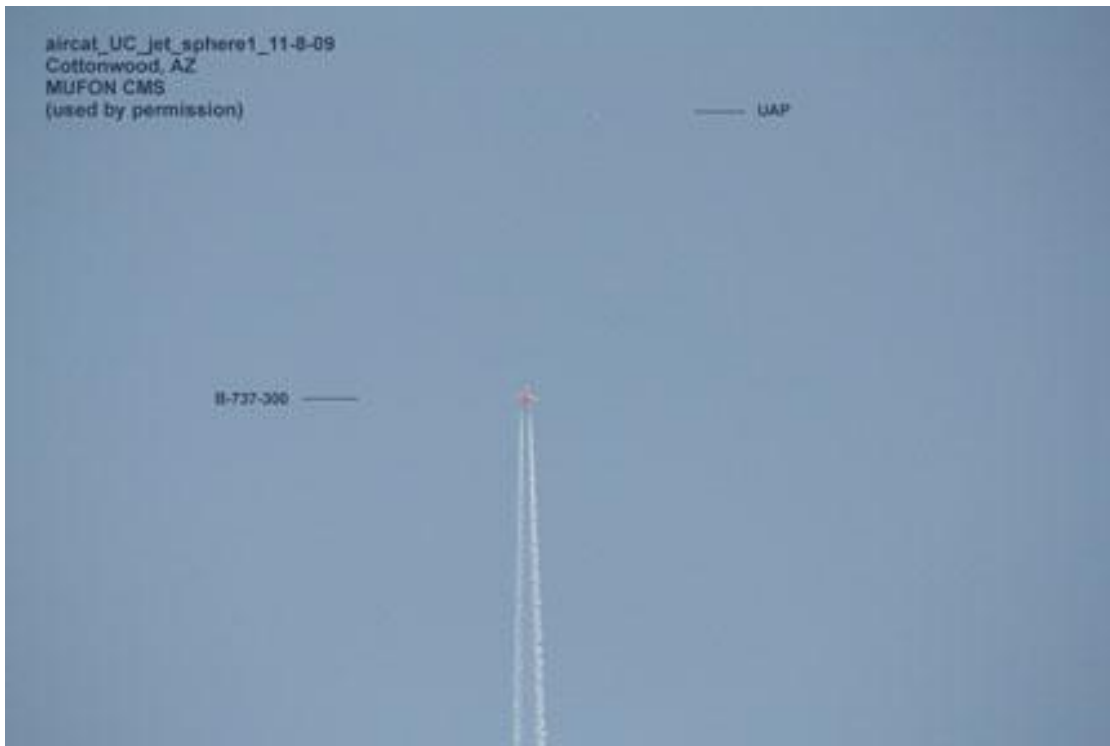 aircat_UC_jet_sphere1_11-8-09
Cottonwood, AZ
MUFON CMS
(used by permission)
UAP
B-737-300